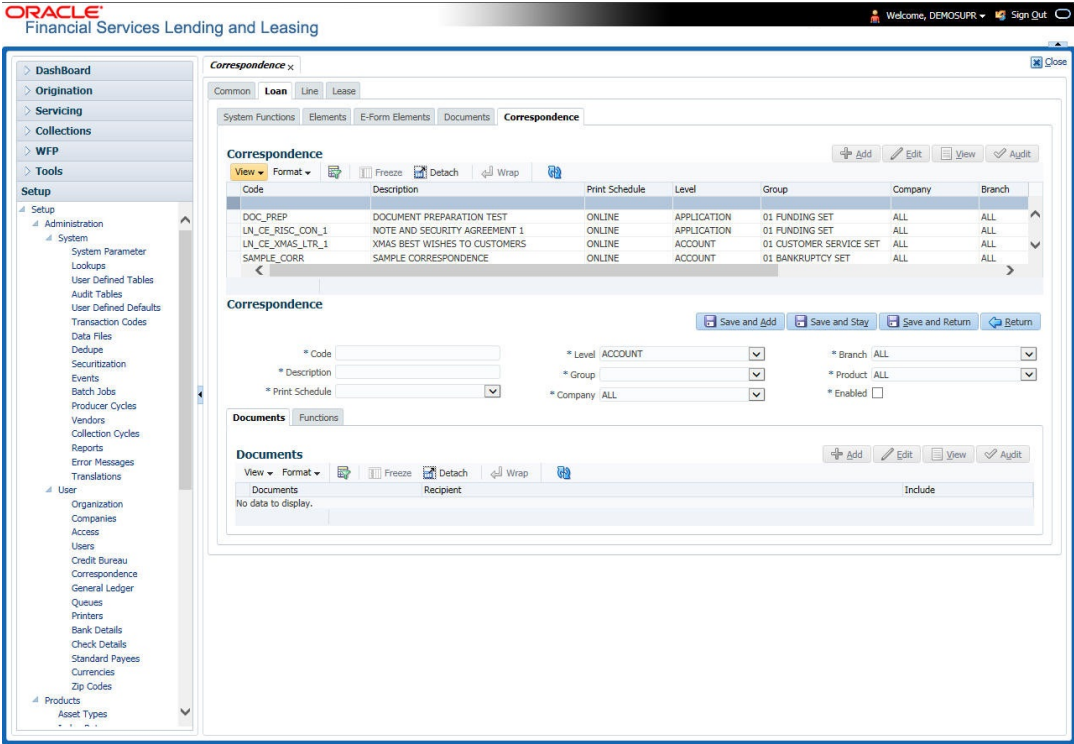 ORACLE
Financial Services Lending and Leasing
Welcome, DEMOSUPR
Sign Out
DashBoard
Origination
Servicing
Collections
WFP
Tools
Setup
Setup
Administration
System
System Parameter
Lookups
User Defined Tables
Audit Tables
User Defined Defaults
Transaction Codes
Data Files
Dedupe
Securitization
Events
Batch Jobs
Producer Cycles
Vendors
Collection Cycles
Reports
Error Messages
Translations
User
Organization
Companies
Access
Users
Credit Bureau
Correspondence
General Ledger
Queues
Printers
Bank Details
Check Details
Standard Payees
Currencies
Zip Codes
Products
Asset Types
Correspondence x
Close
Common Loan Line Lease
System Functions Elements E-Form Elements Documents Correspondence
Correspondence
Add Edit View Audit
View Format Freeze Detach Wrap
Code Description Print Schedule Level Group Company Branch
DOC_PREP DOCUMENT PREPARATION TEST ONLINE APPLICATION 01 FUNDING SET ALL ALL
LN_CE_RISC_CON_1 NOTE AND SECURITY AGREEMENT 1 ONLINE APPLICATION 01 FUNDING SET ALL ALL
LN_CE_XMAS_LTR_1 XMAS BEST WISHES TO CUSTOMERS ONLINE ACCOUNT 01 CUSTOMER SERVICE SET ALL ALL
SAMPLE_CORR SAMPLE CORRESPONDENCE ONLINE ACCOUNT 01 BANKRUPTCY SET ALL ALL
Correspondence
Save and Add Save and Stay Save and Return Return
* Code * Level ACCOUNT * Branch ALL
* Description * Group * Product ALL
* Print Schedule * Company ALL * Enabled
Documents Functions
Documents
Add Edit View Audit
View Format Freeze Detach Wrap
Documents Recipient Include
No data to display.